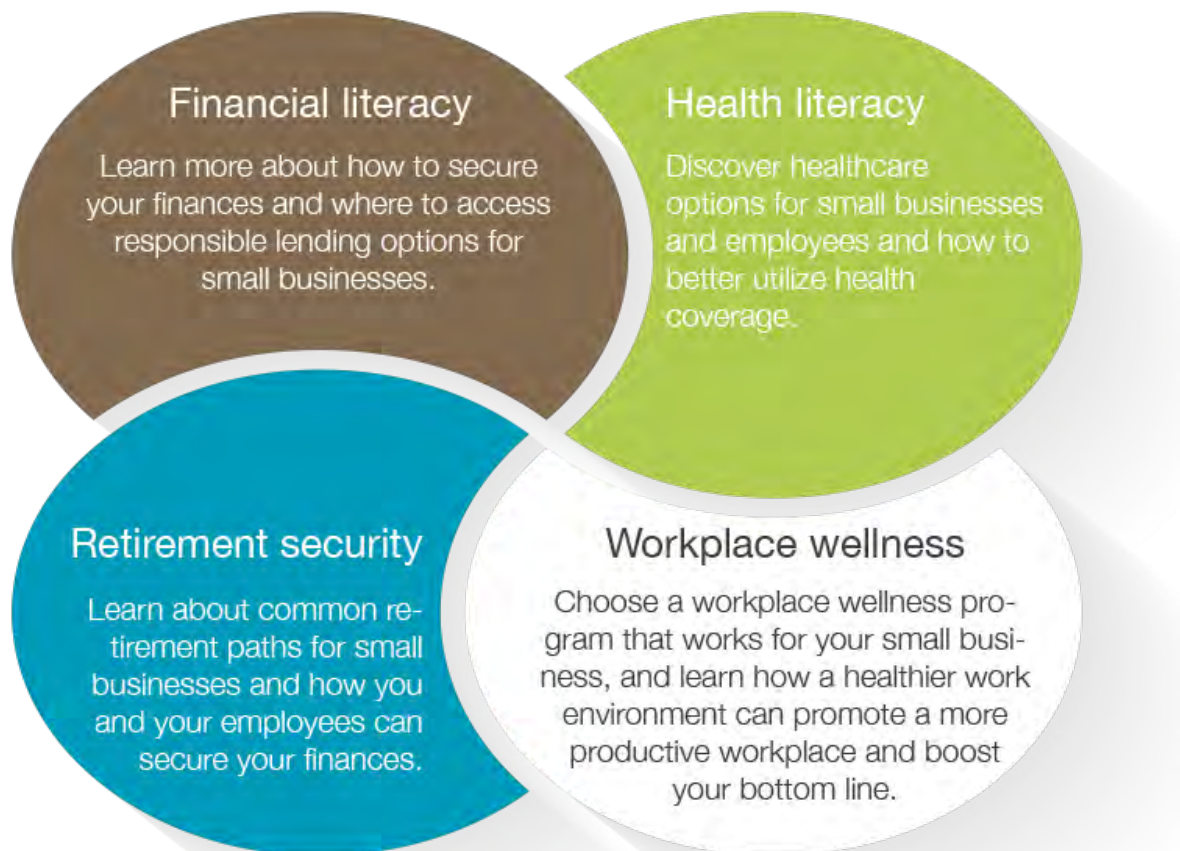 Financial literacy
Learn more about how to secure
your finances and where to access
responsible lending options for
small businesses.
Health literacy
Discover healthcare
options for small businesses
and employees and how to
better utilize health
coverage.
Retirement security
Learn about common re-
tirement paths for small
businesses and how you
and your employees can
secure your finances.
Workplace wellness
Choose a workplace wellness pro-
gram that works for your small busi-
ness, and learn how a healthier work
environment can promote a more
productive workplace and boost
your bottom line.